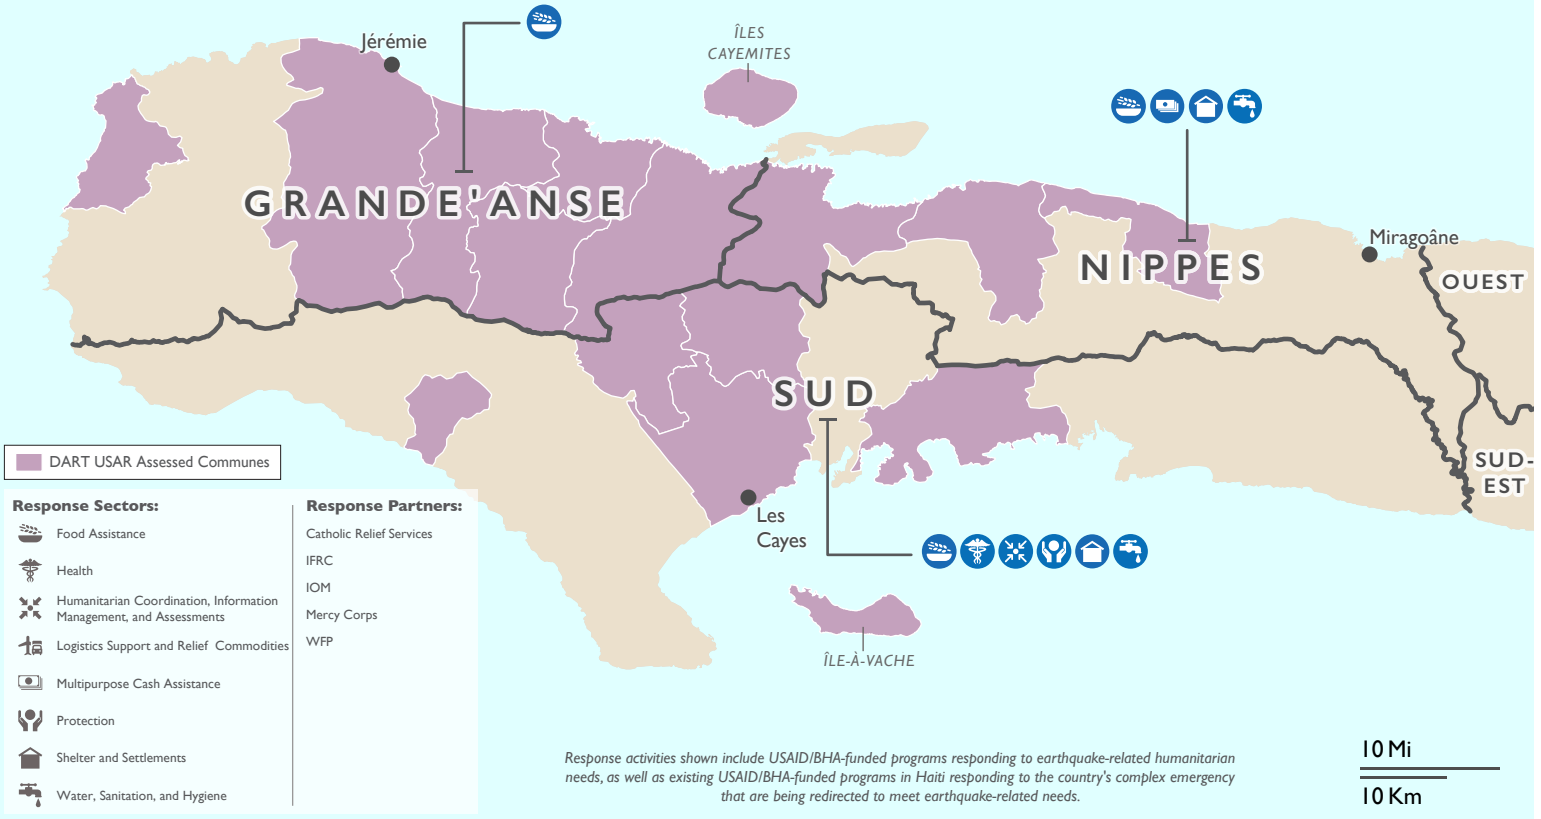 Jérémie
ÎLES
CAYEMITES
GRANDE'ANSE
Miragoâne
NIPPES
OUEST
SUD
SUD-
EST
Les
Cayes
ÎLE-À-VACHE
DART USAR Assessed Communes
Response Sectors:
Food Assistance
Health
Humanitarian Coordination, Information
Management, and Assessments
Logistics Support and Relief Commodities
Multipurpose Cash Assistance
Protection
Shelter and Settlements
Water, Sanitation, and Hygiene
Response Partners:
Catholic Relief Services
IFRC
IOM
Mercy Corps
WFP
Response activities shown include USAID/BHA-funded programs responding to earthquake-related humanitarian
needs, as well as existing USAID/BHA-funded programs in Haiti responding to the country's complex emergency
that are being redirected to meet earthquake-related needs.
10 Mi
10 Km